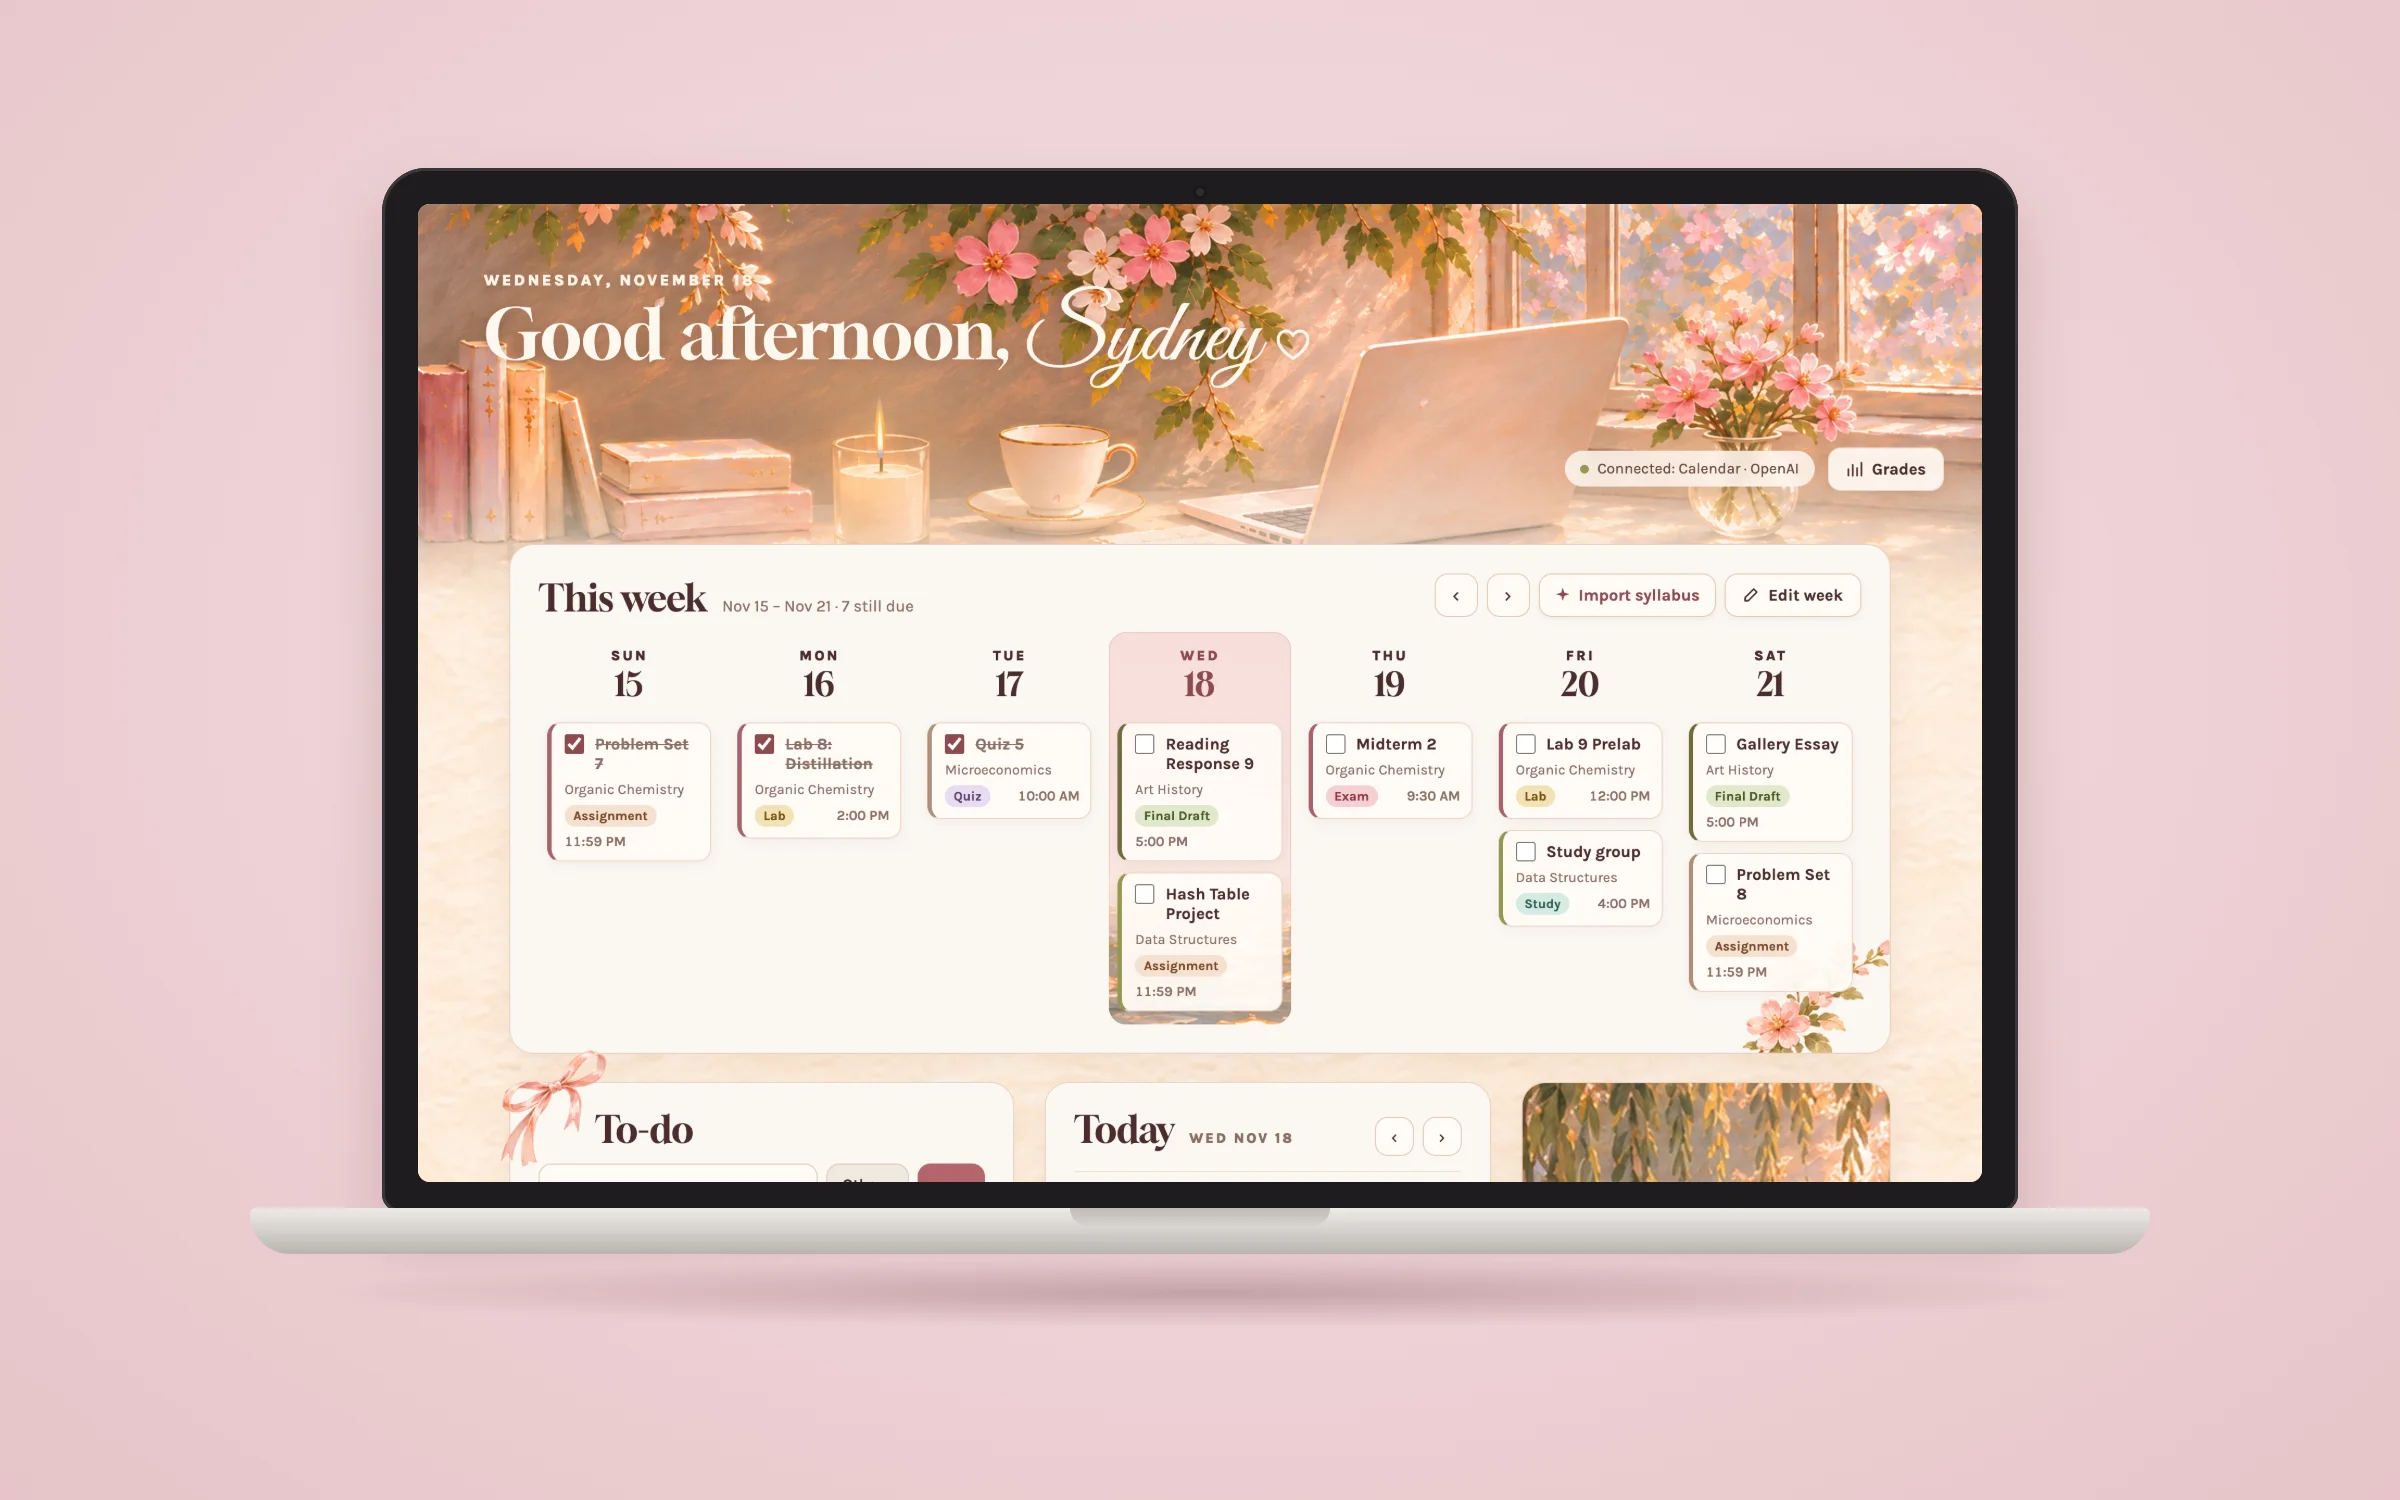 WEDNESDAY, NOVEMBER 18
Good afternoon, Sydney
Connected: Calendar · OpenAI
Grades
This week
Nov 15 – Nov 21 · 7 still due
‹
›
Import syllabus
Edit week
SUN
15
Problem Set
7
Organic Chemistry
Assignment
11:59 PM
MON
16
Lab 8:
Distillation
Organic Chemistry
Lab 2:00 PM
TUE
17
Quiz 5
Microeconomics
Quiz 10:00 AM
WED
18
Reading
Response 9
Art History
Final Draft
5:00 PM
Hash Table
Project
Data Structures
Assignment
11:59 PM
THU
19
Midterm 2
Organic Chemistry
Exam 9:30 AM
FRI
20
Lab 9 Prelab
Organic Chemistry
Lab 12:00 PM
Study group
Data Structures
Study 4:00 PM
SAT
21
Gallery Essay
Art History
Final Draft
5:00 PM
Problem Set
8
Microeconomics
Assignment
11:59 PM
To-do
Today WED NOV 18
‹
›